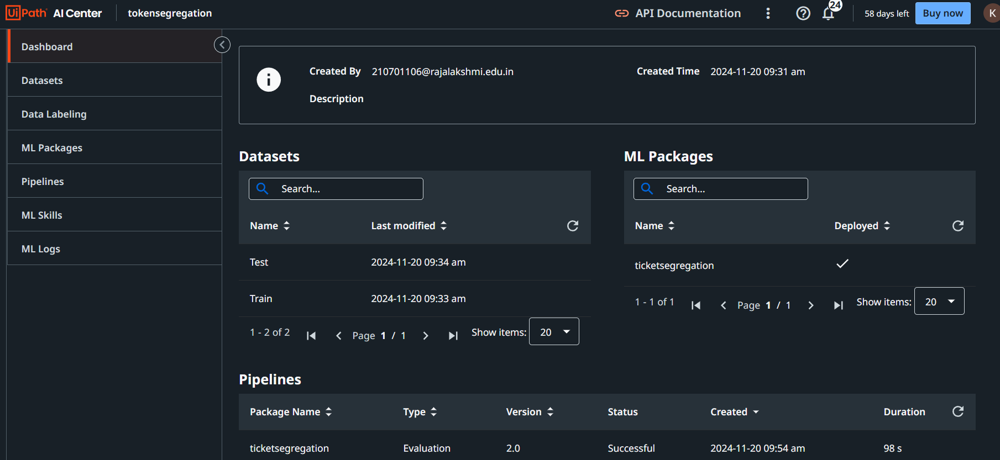 UiPath AI Center tokensegregation API Documentation 24 58 days left Buy now K
Dashboard
Datasets
Data Labeling
ML Packages
Pipelines
ML Skills
ML Logs
Created By 210701106@rajalakshmi.edu.in Created Time 2024-11-20 09:31 am
Description
Datasets
Search...
Name Last modified
Test 2024-11-20 09:34 am
Train 2024-11-20 09:33 am
1 - 2 of 2 Page 1 / 1 Show items: 20
ML Packages
Search...
Name Deployed
ticketsegregation
1 - 1 of 1 Page 1 / 1 Show items: 20
Pipelines
Package Name Type Version Status Created Duration
ticketsegregation Evaluation 2.0 Successful 2024-11-20 09:54 am 98 s